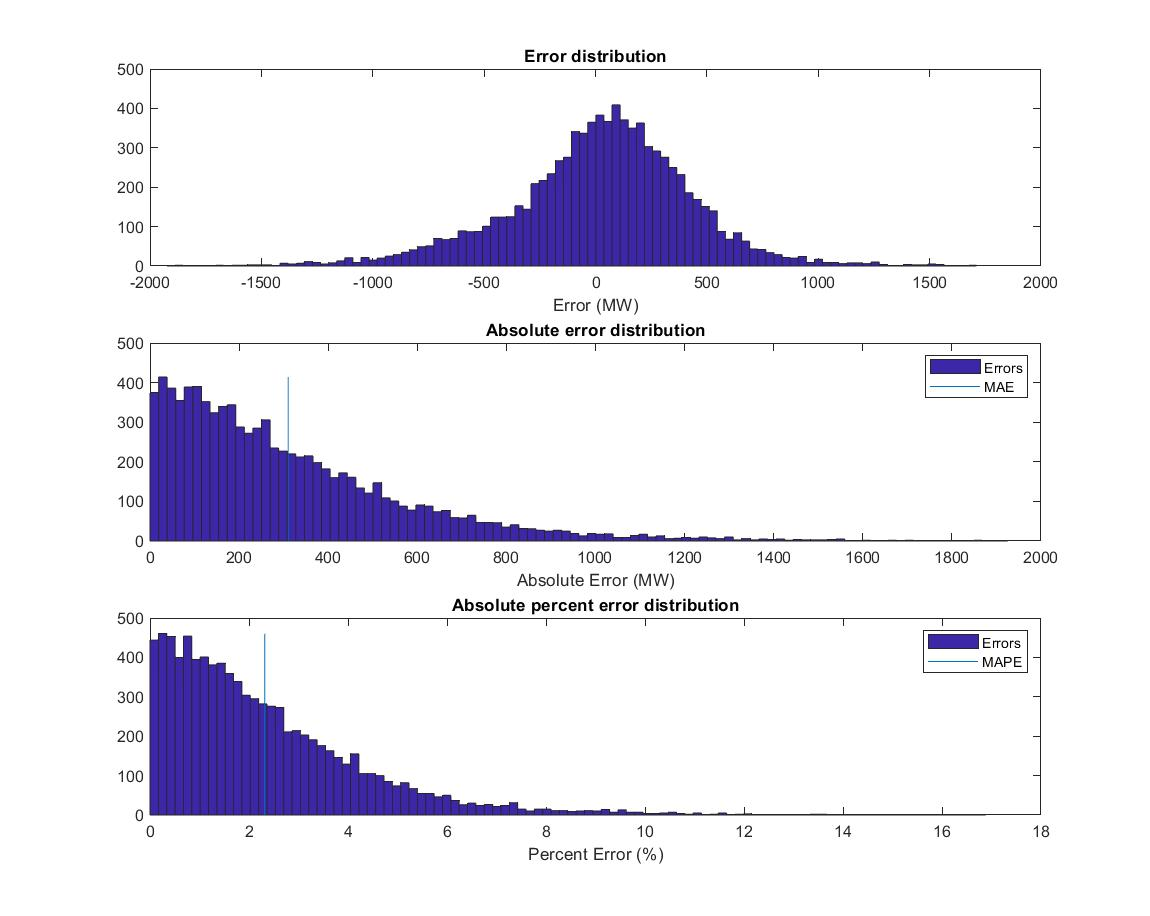 Error distribution
500
400
300
200
100
0
-2000 -1500 -1000 -500 0 500 1000 1500 2000
Error (MW)
Absolute error distribution
500
400
300
200
100
0
Errors
MAE
0 200 400 600 800 1000 1200 1400 1600 1800 2000
Absolute Error (MW)
Absolute percent error distribution
500
400
300
200
100
0
Errors
MAPE
0 2 4 6 8 10 12 14 16 18
Percent Error (%)